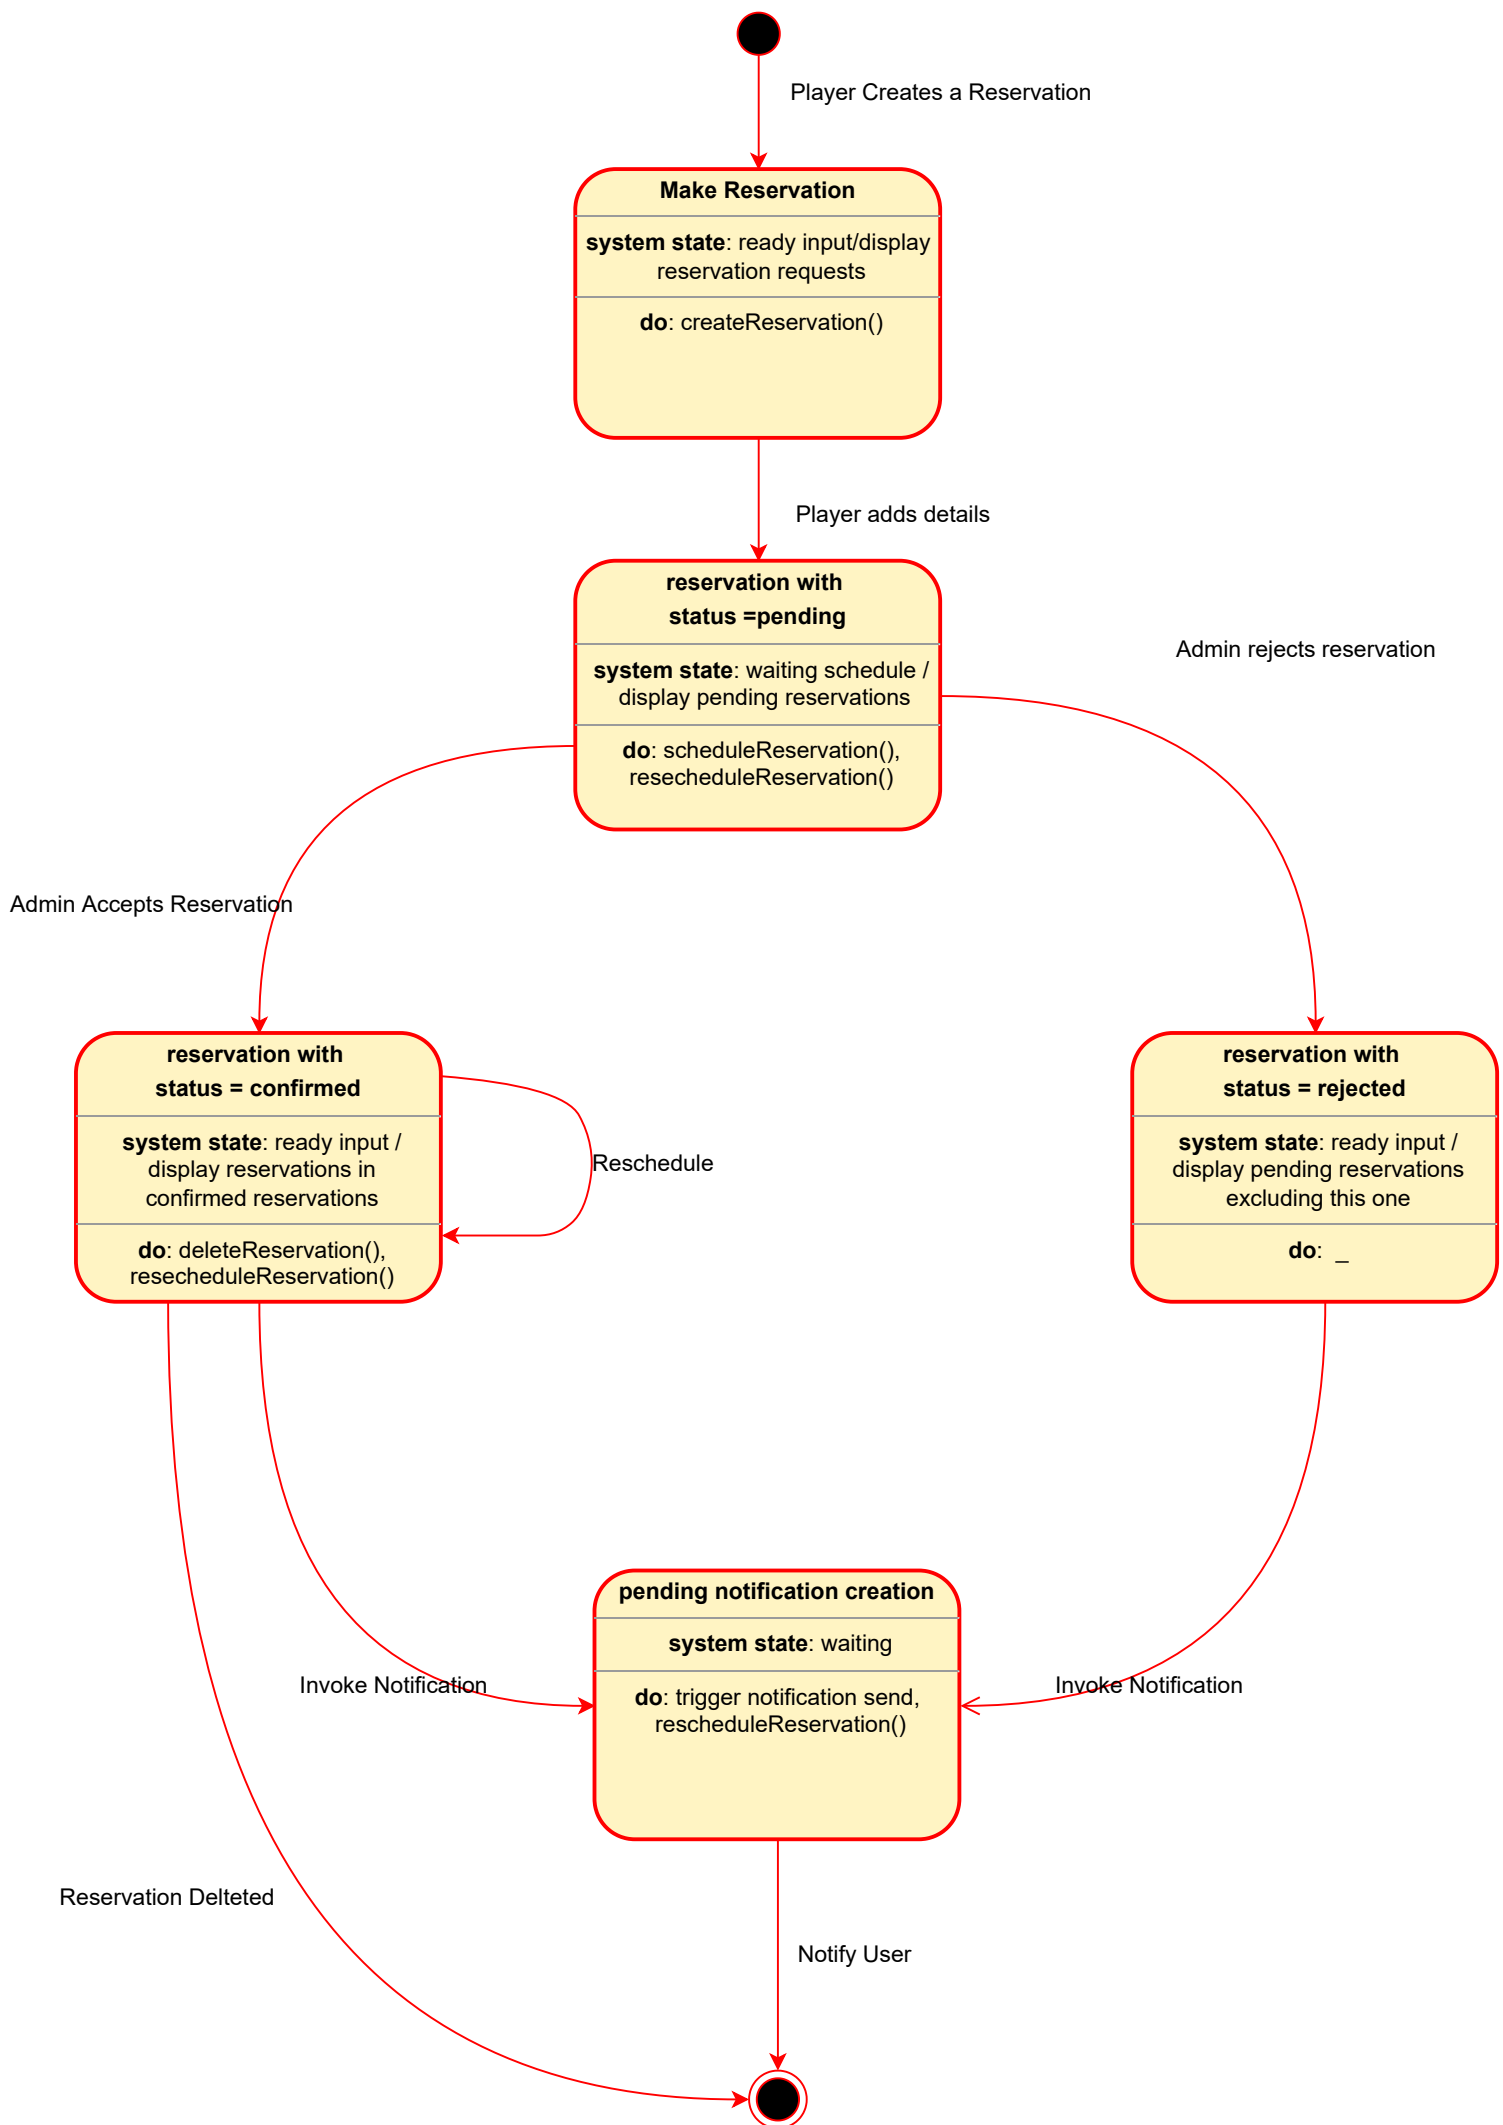 Player Creates a Reservation
Make Reservation
system state: ready input/display
reservation requests
do: createReservation()
Player adds details
reservation with
status =pending
system state: waiting schedule /
display pending reservations
do: scheduleReservation(),
resecheduleReservation()
Admin rejects reservation
Admin Accepts Reservation
reservation with
status = confirmed
system state: ready input /
display reservations in
confirmed reservations
do: deleteReservation(),
resecheduleReservation()
Reschedule
reservation with
status = rejected
system state: ready input /
display pending reservations
excluding this one
do: _
pending notification creation
system state: waiting
do: trigger notification send,
rescheduleReservation()
Invoke Notification
Invoke Notification
Reservation Delteted
Notify User